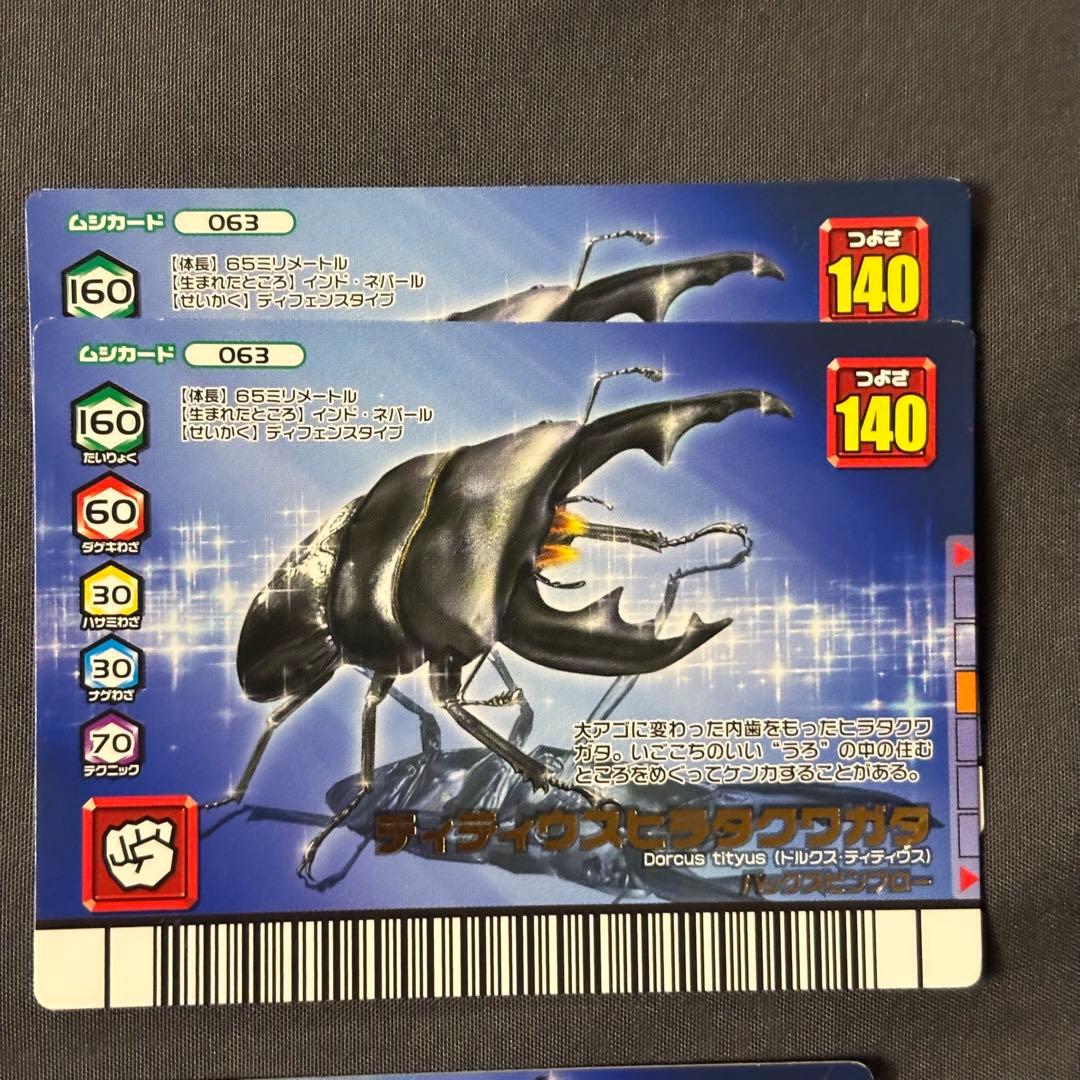 ムシカード 063
160
【体長】65ミリメートル
【生まれたところ】インド・ネパール
【せいかく】ディフェンスタイプ
つよさ
140
ムシカード 063
160
たいりょく
60
ダゲキわざ
30
ハサミわざ
30
ナゲわざ
70
テクニック
【体長】65ミリメートル
【生まれたところ】インド・ネパール
【せいかく】ディフェンスタイプ
つよさ
140
大アゴに変わった内歯をもったヒラタクワ
ガタ。いごこちのいい“うろ”の中の住む
ところをめぐってケンカすることがある。
ティティウスヒラタクワガタ
Dorcus tityus (ドルクス・ティティウス)
バックスピンブロー